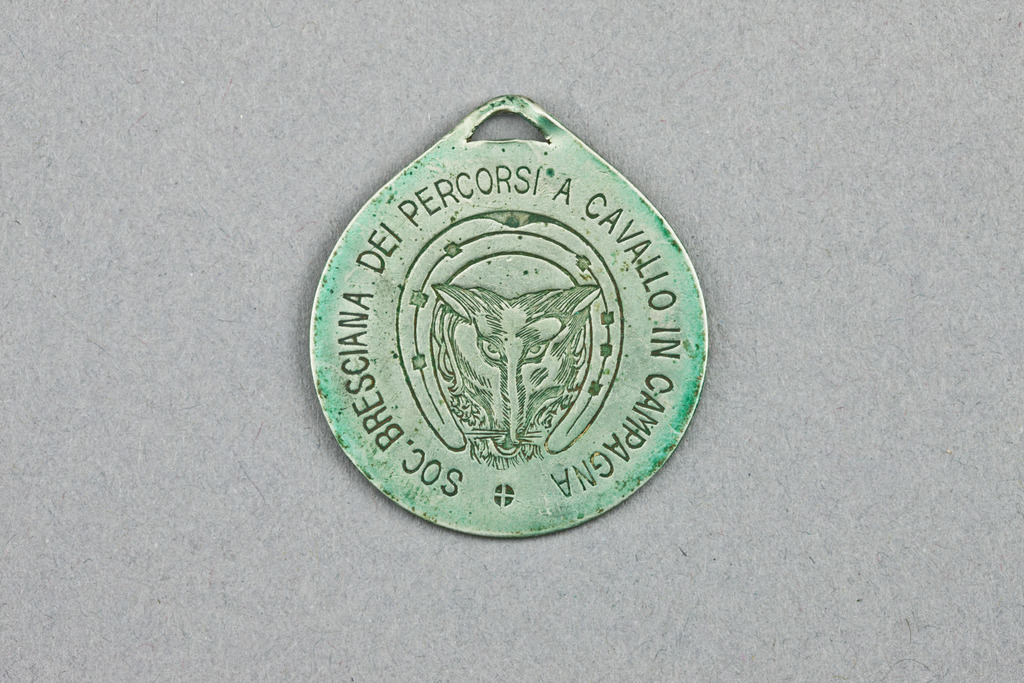 SOC. BRESCIANA DEI PERCORSI A CAVALLO IN CAMPAGNA